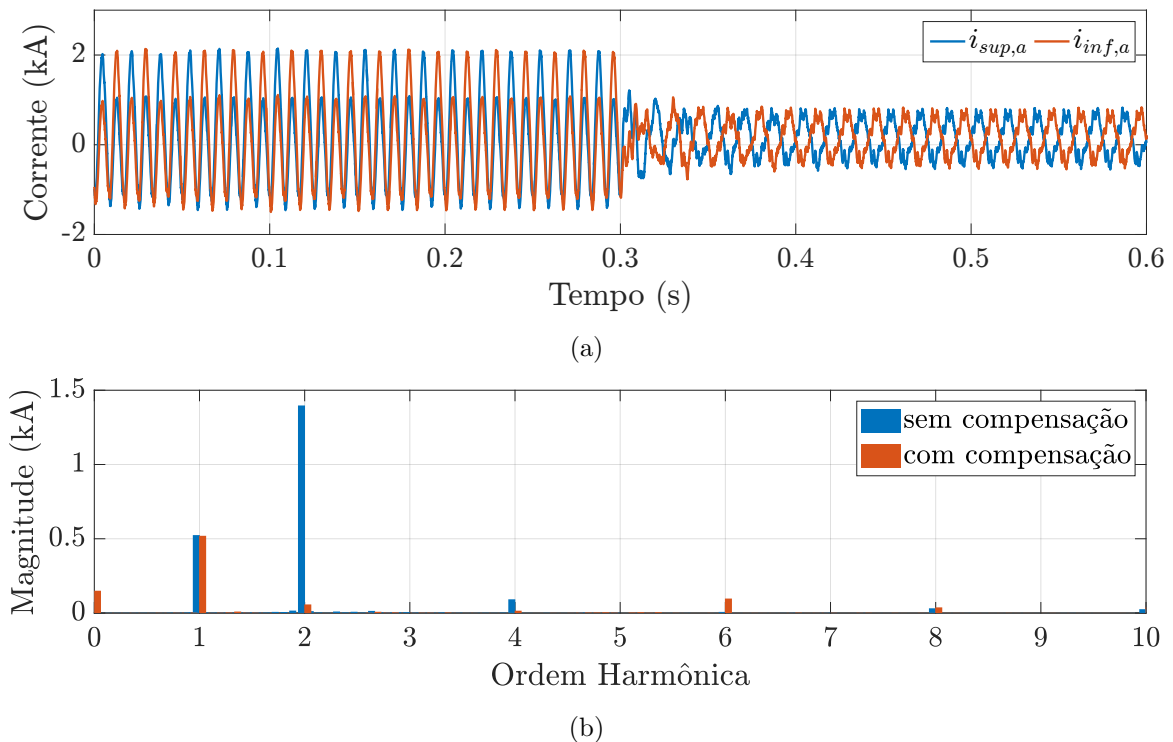 2
0
-2
Corrente (kA)
i_{sup,a} i_{inf,a}
0 0.1 0.2 0.3 0.4 0.5 0.6
Tempo (s)
(a)
1.5
1
0.5
0
Magnitude (kA)
sem compensação
com compensação
0 1 2 3 4 5 6 7 8 9 10
Ordem Harmônica
(b)